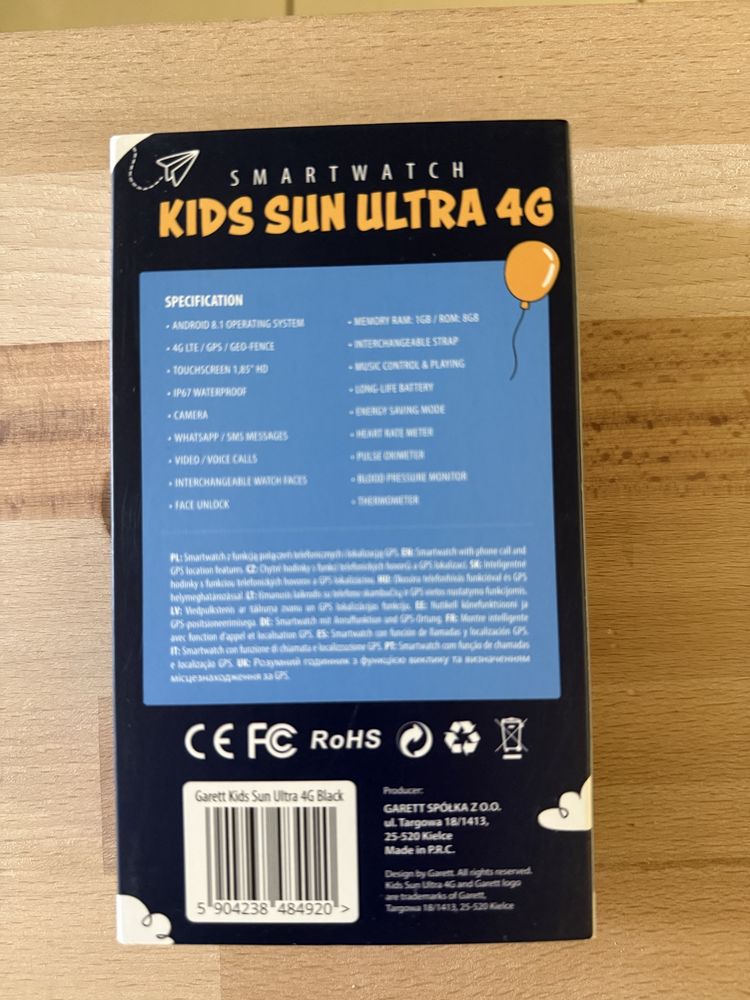 SMARTWATCH
KIDS SUN ULTRA 4G
SPECIFICATION
• ANDROID 8.1 OPERATING SYSTEM
• 4G LTE / GPS / GEO-FENCE
• TOUCHSCREEN 1,85" HD
• IP67 WATERPROOF
• CAMERA
• WHATSAPP / SMS MESSAGES
• VIDEO / VOICE CALLS
• INTERCHANGEABLE WATCH FACES
• FACE UNLOCK
• MEMORY RAM: 1GB / ROM: 8GB
• INTERCHANGEABLE STRAP
• MUSIC CONTROL & PLAYING
• LONG-LIFE BATTERY
• ENERGY SAVING MODE
• HEART RATE METER
• PULSE OXIMETER
• BLOOD PRESSURE MONITOR
• THERMOMETER
PL: Smartwatch z funkcją połączeń telefonicznych i lokalizacją GPS. EN: Smartwatch with phone call and
GPS location features. CZ: Chytré hodinky s funkcí telefonických hovorů a GPS lokalizací. SK: Inteligentné
hodinky s funkciou telefonických hovorov a GPS lokalizáciou. HU: Okosóra telefonhívás funkcióval és GPS
helymeghatározással. LT: Išmanusis laikrodis su telefono skambučių ir GPS vietos nustatymo funkcijomis.
LV: Viedpulkstenis ar tālruņa zvanu un GPS lokalizācijas funkciju. EE: Nutikell kõnefunktsiooni ja
GPS-positsioneerimisega. DE: Smartwatch mit Anruffunktion und GPS-Ortung. FR: Montre intelligente
avec fonction d'appel et localisation GPS. ES: Smartwatch con función de llamadas y localización GPS.
IT: Smartwatch con funzione di chiamata e localizzazione GPS. PT: Smartwatch com função de chamadas
e localização GPS. UK: Розумний годинник з функцією виклику та визначенням
місцезнаходження за GPS.
CE FC RoHS
Garett Kids Sun Ultra 4G Black
5 904238 484920 >
Producer:
GARETT SPÓŁKA Z O.O.
ul. Targowa 18/1413,
25-520 Kielce
Made in P.R.C.
Design by Garett. All rights reserved.
Kids Sun Ultra 4G and Garett logo
are trademarks of Garett,
Targowa 18/1413, 25-520 Kielce